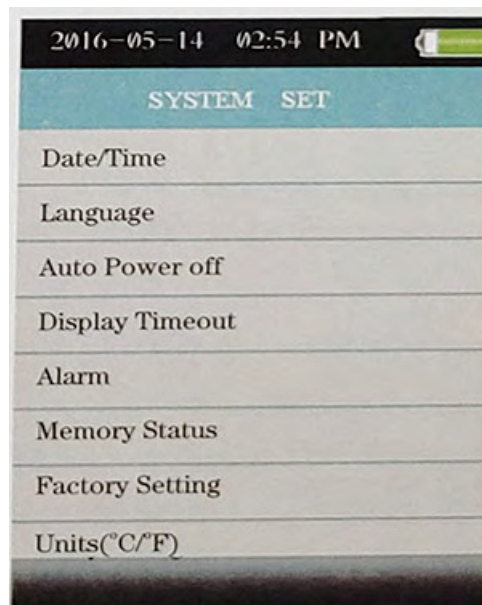 2016-05-14 02:54 PM
SYSTEM SET
Date/Time
Language
Auto Power off
Display Timeout
Alarm
Memory Status
Factory Setting
Units(°C/°F)